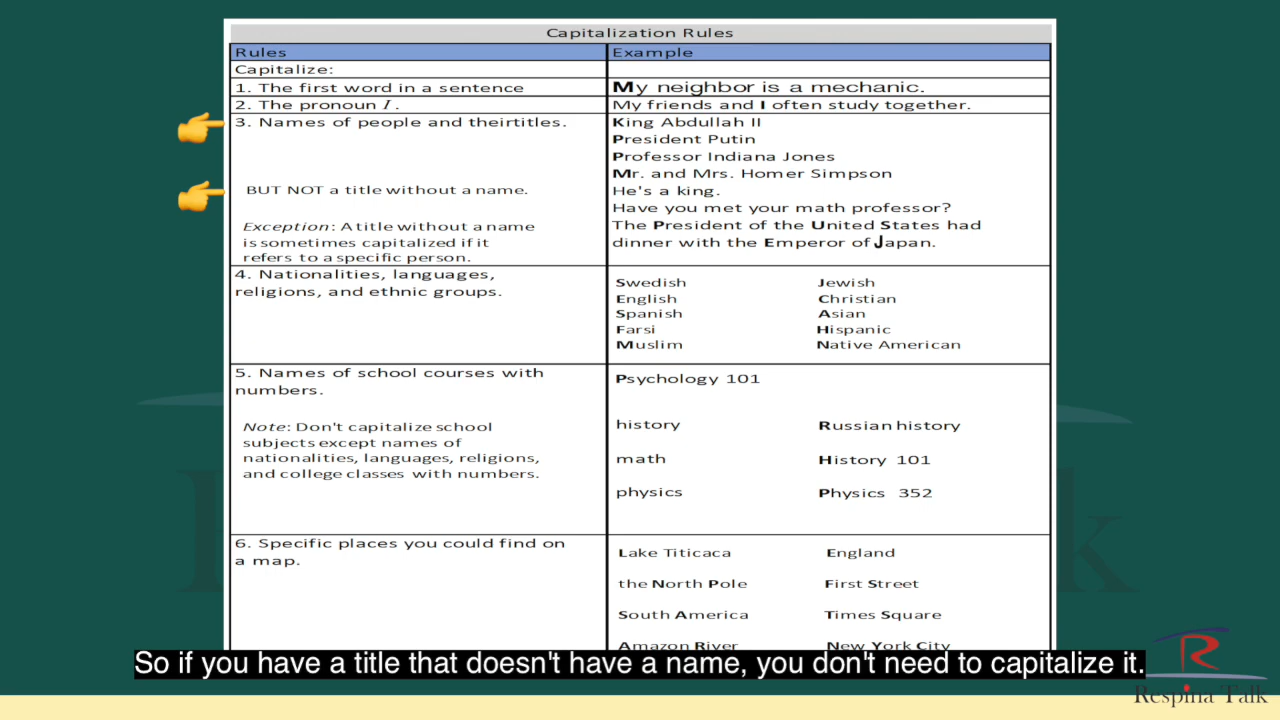 Capitalization Rules
Rules Example
Capitalize:
1. The first word in a sentence My neighbor is a mechanic.
2. The pronoun I . My friends and I often study together.
3. Names of people and theirtitles. King Abdullah II
President Putin
Professor Indiana Jones
Mr. and Mrs. Homer Simpson
BUT NOT a title without a name. He's a king.
Have you met your math professor?
Exception: A title without a name The President of the United States had
is sometimes capitalized if it dinner with the Emperor of Japan.
refers to a specific person.
4. Nationalities, languages,
religions, and ethnic groups.
Swedish Jewish
English Christian
Spanish Asian
Farsi Hispanic
Muslim Native American
5. Names of school courses with
numbers.
Psychology 101
Note: Don't capitalize school
subjects except names of
nationalities, languages, religions,
and college classes with numbers.
history Russian history
math History 101
physics Physics 352
6. Specific places you could find on
a map.
Lake Titicaca England
the North Pole First Street
South America Times Square
Amazon River New York City
So if you have a title that doesn't have a name, you don't need to capitalize it.
Respina Talk